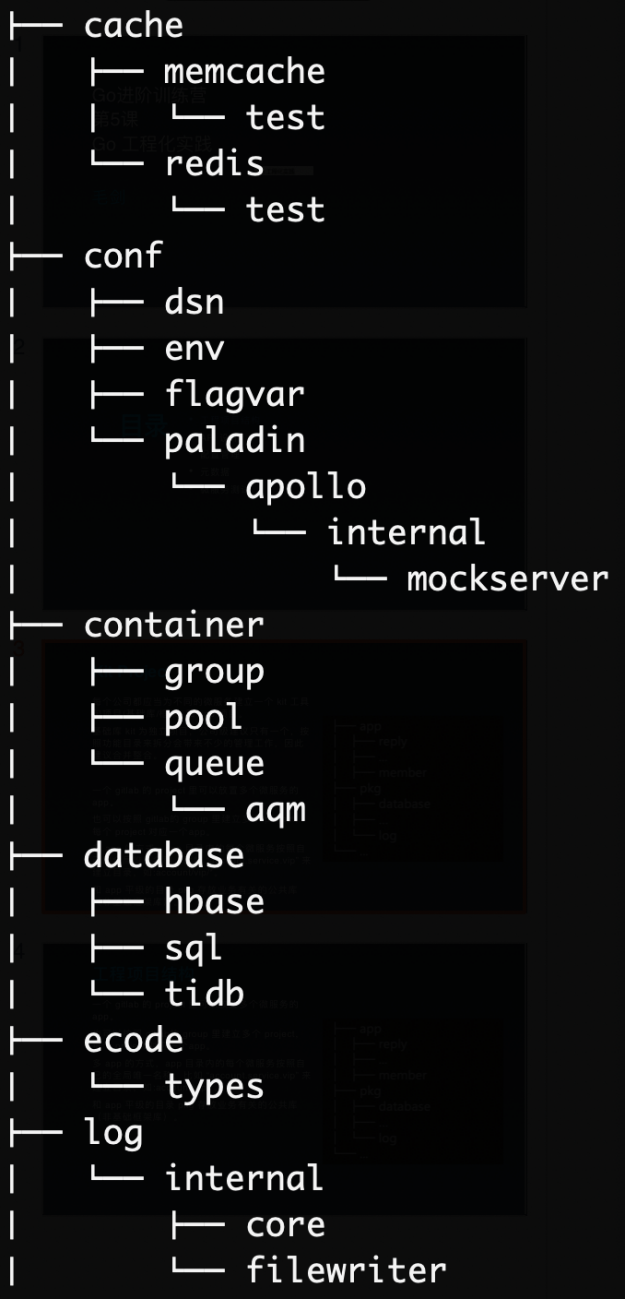 ├── cache
│   ├── memcache
│   │   └── test
│   └── redis
│       └── test
├── conf
│   ├── dsn
│   ├── env
│   ├── flagvar
│   └── paladin
│       └── apollo
│           └── internal
│               └── mockserver
├── container
│   ├── group
│   ├── pool
│   └── queue
│       └── aqm
├── database
│   ├── hbase
│   ├── sql
│   └── tidb
├── ecode
│   └── types
├── log
│   └── internal
│       ├── core
│       └── filewriter